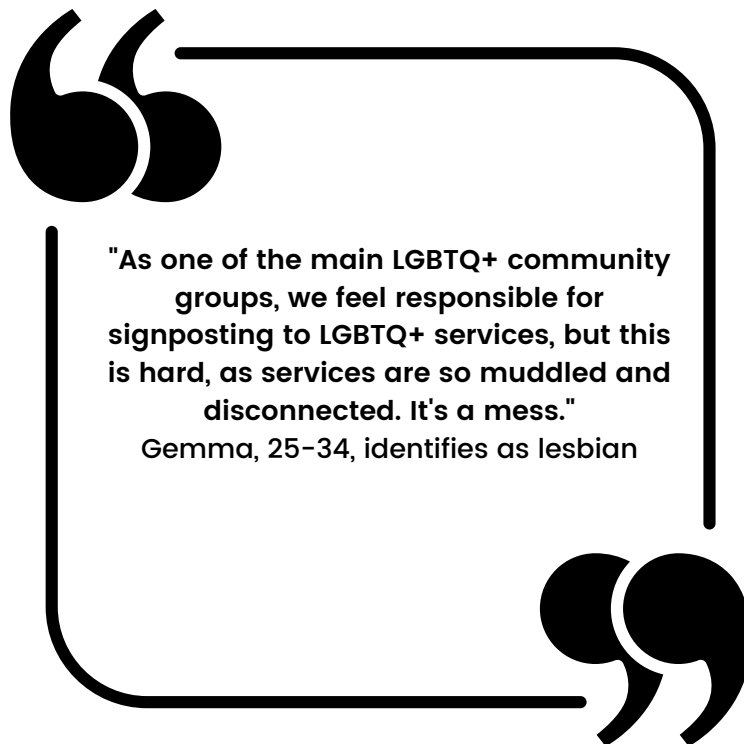 "As one of the main LGBTQ+ community
groups, we feel responsible for
signposting to LGBTQ+ services, but this
is hard, as services are so muddled and
disconnected. It's a mess."
Gemma, 25-34, identifies as lesbian